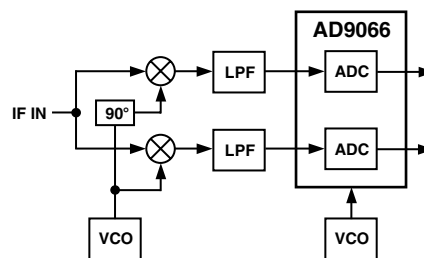 AD9066
LPF
ADC
IF IN
90°
LPF
ADC
VCO
VCO